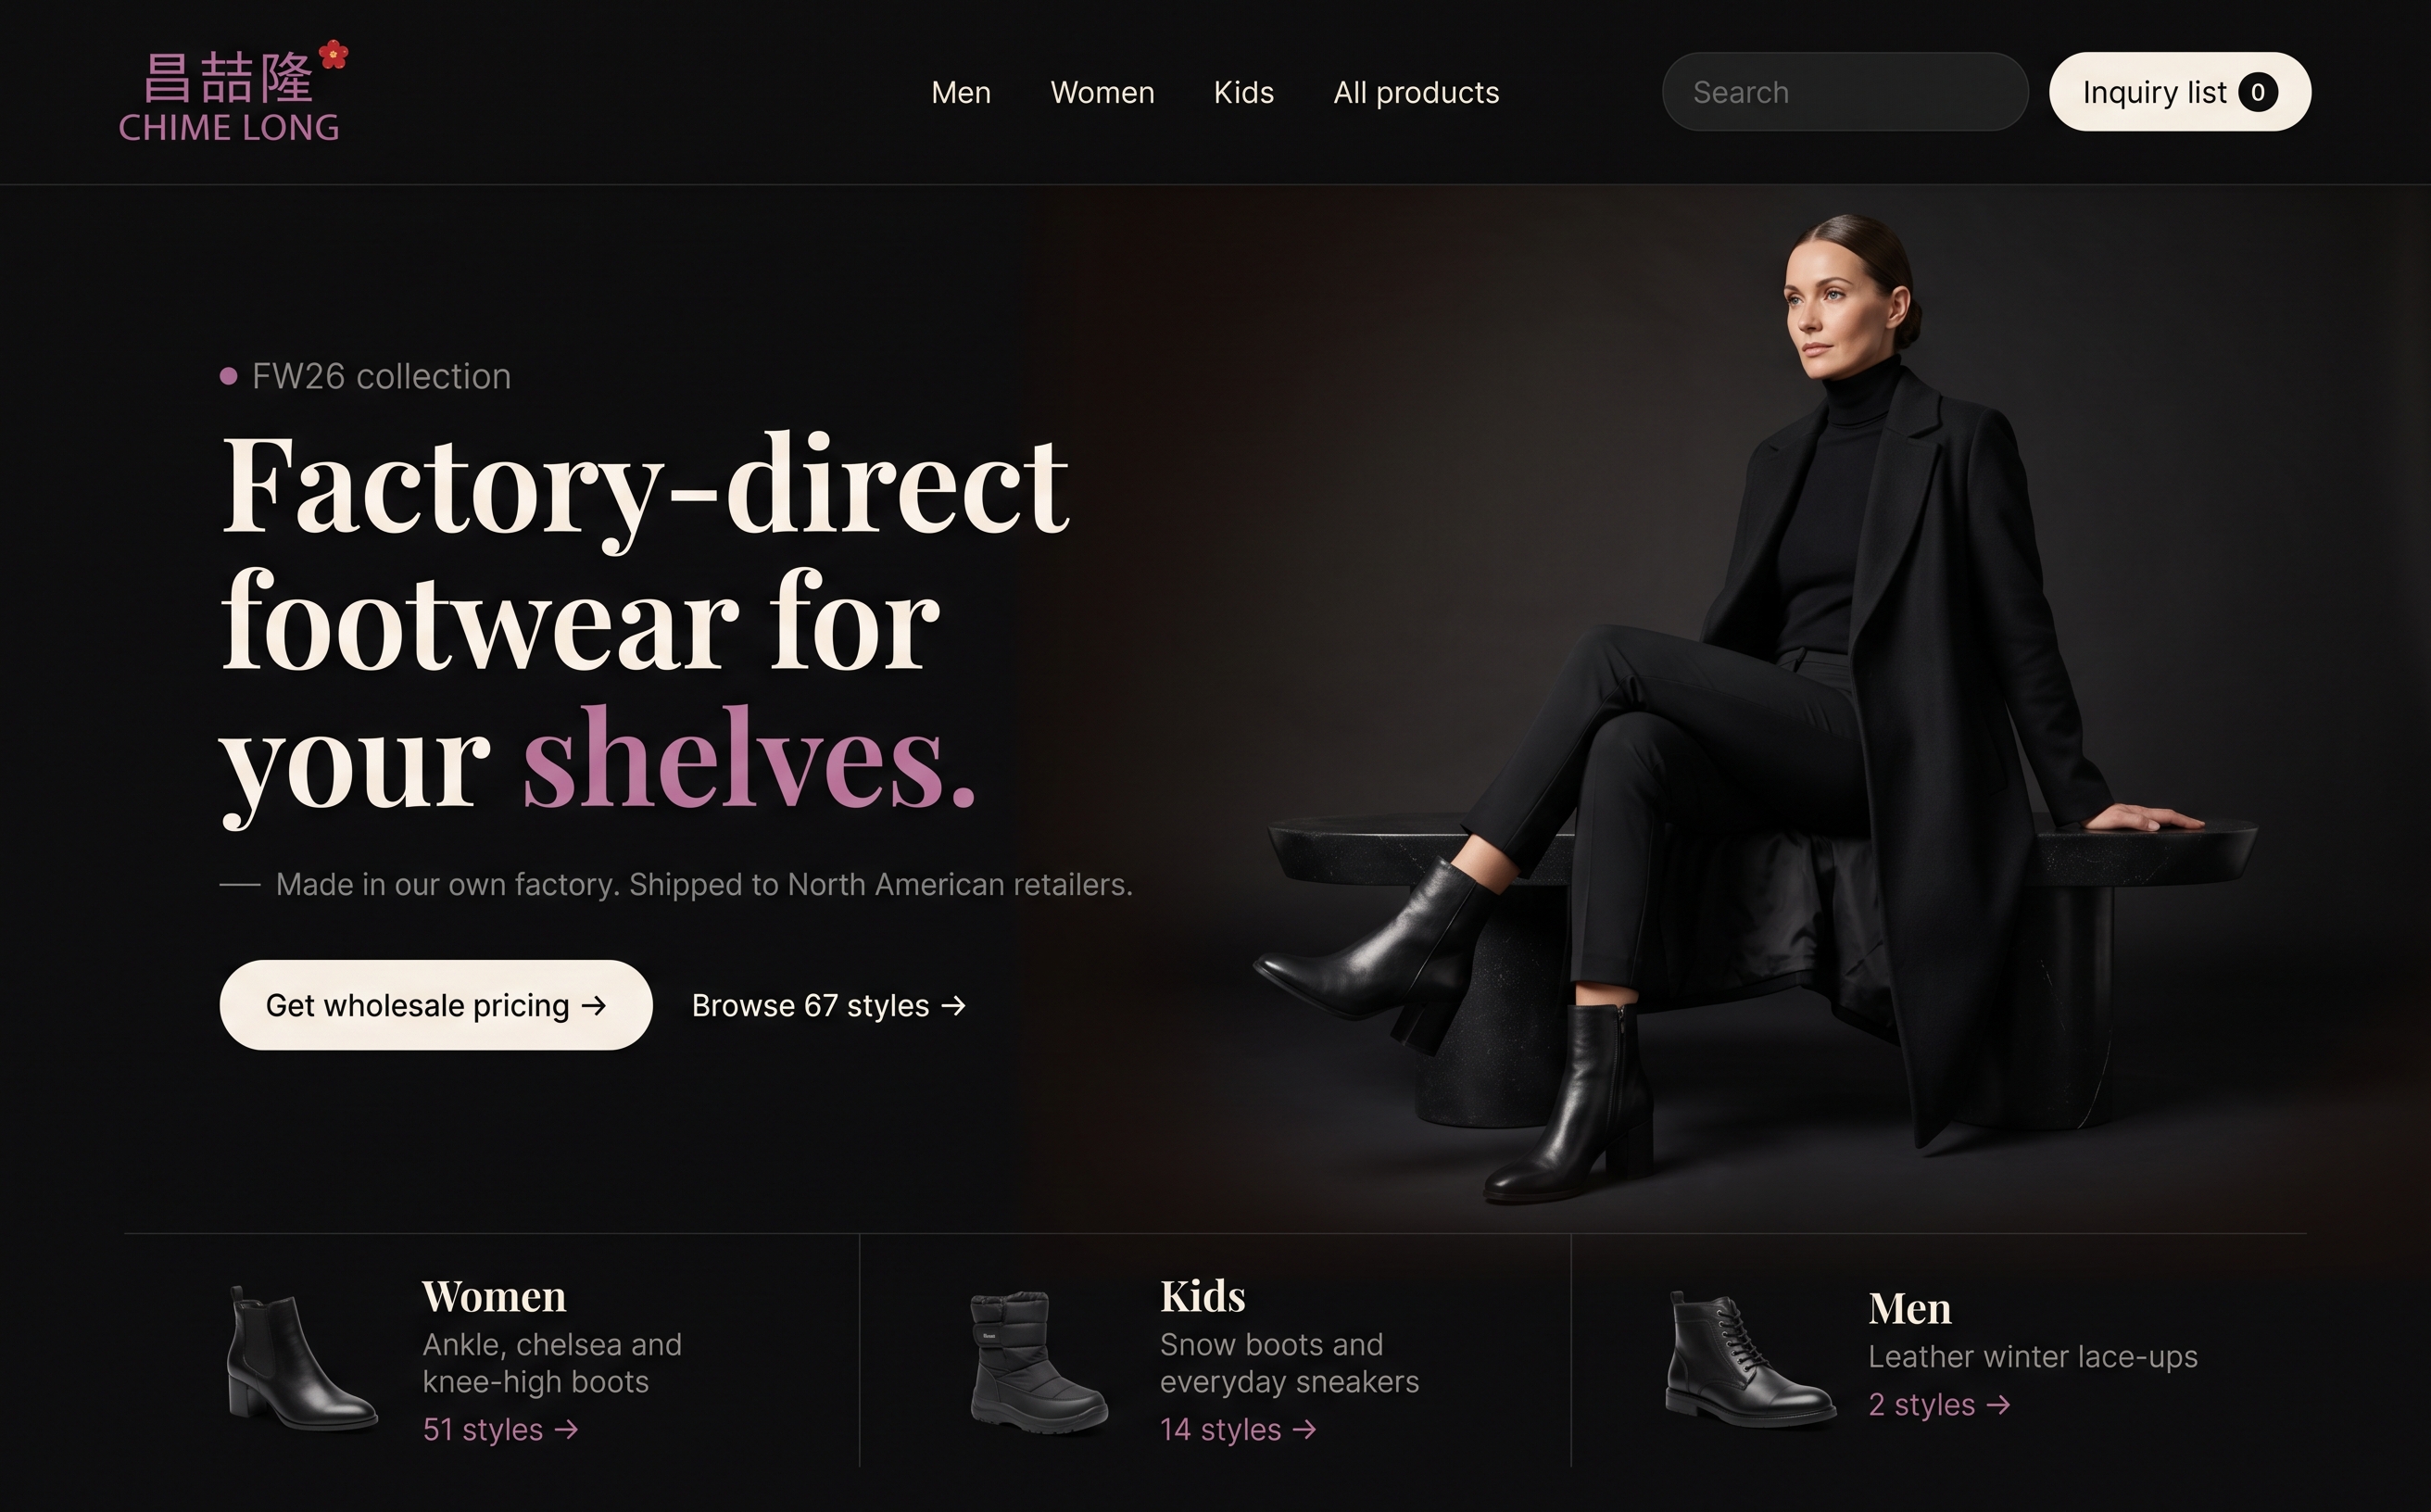 昌喆隆
CHIME LONG
Men
Women
Kids
All products
Search
Inquiry list 0
FW26 collection
Factory-direct
footwear for
your shelves.
— Made in our own factory. Shipped to North American retailers.
Get wholesale pricing →
Browse 67 styles →
Women
Ankle, chelsea and
knee-high boots
51 styles →
Kids
Snow boots and
everyday sneakers
14 styles →
Men
Leather winter lace-ups
2 styles →